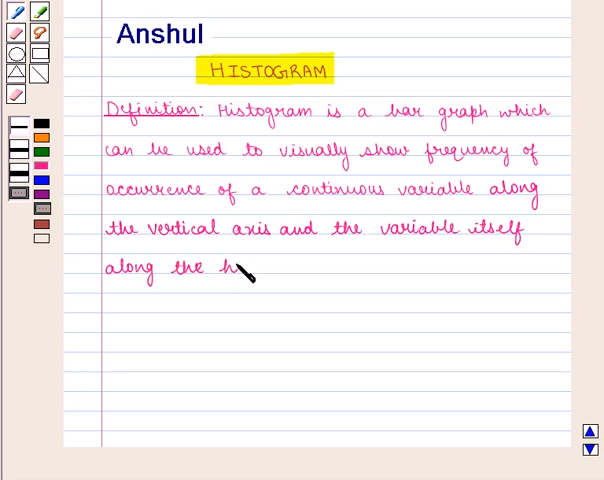 Anshul
HISTOGRAM
Definition: Histogram is a bar graph which
can be used to visually show frequency of
occurrence of a continuous variable along
the vertical axis and the variable itself
along the h